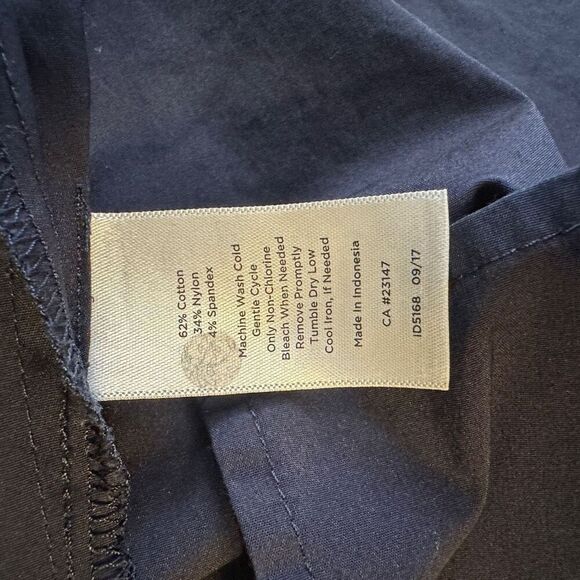 62% Cotton
34% Nylon
4% Spandex
Machine Wash Cold
Gentle Cycle
Only Non-Chlorine
Bleach When Needed
Remove Promptly
Tumble Dry Low
Cool Iron, If Needed
Made In Indonesia
CA #23147
ID5168 09/17